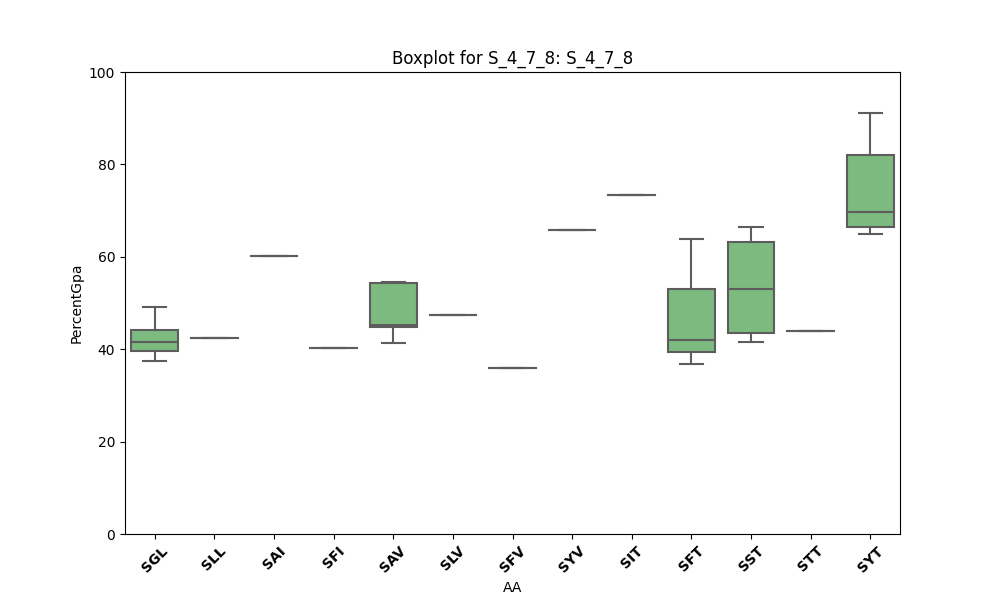 Boxplot for S_4_7_8: S_4_7_8
PercentGpa
100
80
60
40
20
0
SGL SLL SAI SFI SAV SLV SFV SYV SIT SFT SST STT SYT
AA